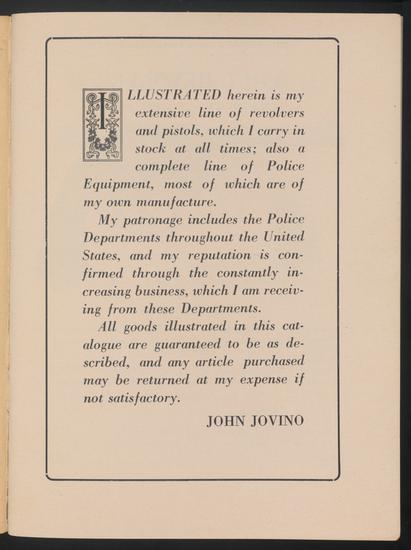 ILLUSTRATED herein is my
extensive line of revolvers
and pistols, which I carry in
stock at all times; also a
complete line of Police
Equipment, most of which are of
my own manufacture.
My patronage includes the Police
Departments throughout the United
States, and my reputation is con-
firmed through the constantly in-
creasing business, which I am receiv-
ing from these Departments.
All goods illustrated in this cat-
alogue are guaranteed to be as de-
scribed, and any article purchased
may be returned at my expense if
not satisfactory.
JOHN JOVINO